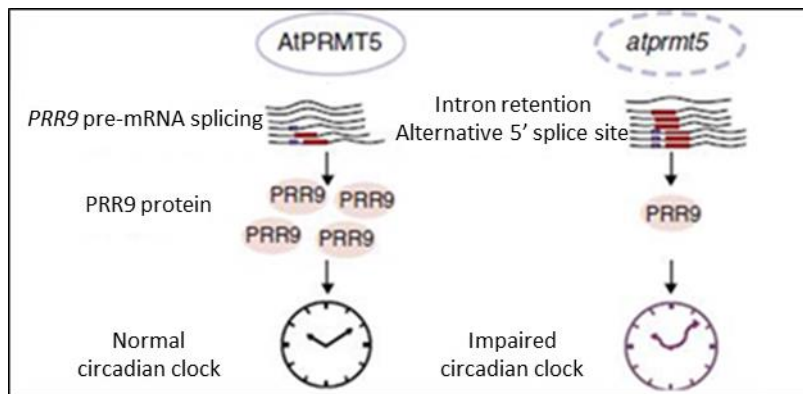 AtPRMT5
atprmt5
PRR9 pre-mRNA splicing
Intron retention
Alternative 5’ splice site
PRR9 protein
PRR9
PRR9
PRR9
PRR9
PRR9
Normal
circadian clock
Impaired
circadian clock